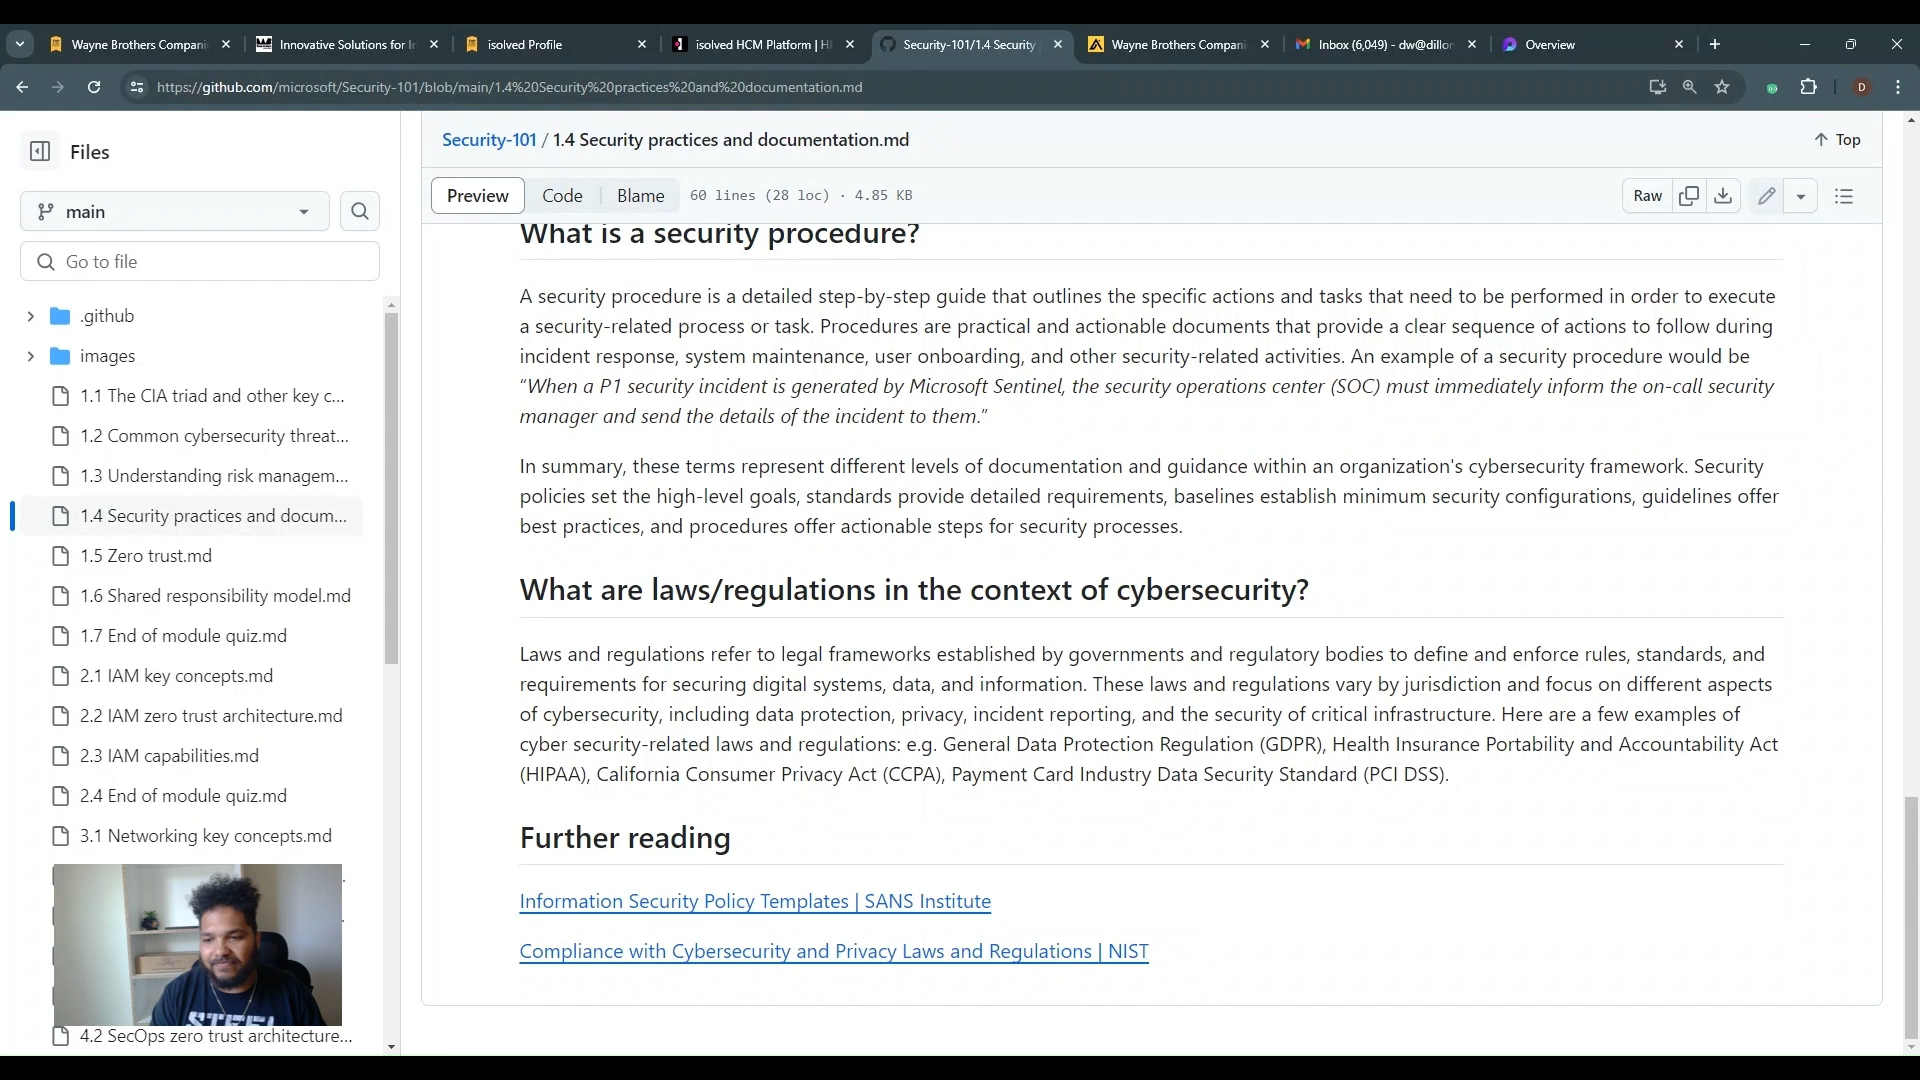 Wayne Brothers Compani
Innovative Solutions for I
isolved Profile
isolved HCM Platform | H
Security-101/1.4 Security
Wayne Brothers Compani
Inbox (6,049) - dw@dillon
Overview
https://github.com/microsoft/Security-101/blob/main/1.4%20Security%20practices%20and%20documentation.md
D
Files
main
Go to file
.github
images
1.1 The CIA triad and other key c...
1.2 Common cybersecurity threat...
1.3 Understanding risk managem...
1.4 Security practices and docum...
1.5 Zero trust.md
1.6 Shared responsibility model.md
1.7 End of module quiz.md
2.1 IAM key concepts.md
2.2 IAM zero trust architecture.md
2.3 IAM capabilities.md
2.4 End of module quiz.md
3.1 Networking key concepts.md
4.2 SecOps zero trust architecture...
Security-101 / 1.4 Security practices and documentation.md
Top
Preview
Code
Blame
60 lines (28 loc) · 4.85 KB
Raw
What is a security procedure?
A security procedure is a detailed step-by-step guide that outlines the specific actions and tasks that need to be performed in order to execute
a security-related process or task. Procedures are practical and actionable documents that provide a clear sequence of actions to follow during
incident response, system maintenance, user onboarding, and other security-related activities. An example of a security procedure would be
“When a P1 security incident is generated by Microsoft Sentinel, the security operations center (SOC) must immediately inform the on-call security
manager and send the details of the incident to them.”
In summary, these terms represent different levels of documentation and guidance within an organization's cybersecurity framework. Security
policies set the high-level goals, standards provide detailed requirements, baselines establish minimum security configurations, guidelines offer
best practices, and procedures offer actionable steps for security processes.
What are laws/regulations in the context of cybersecurity?
Laws and regulations refer to legal frameworks established by governments and regulatory bodies to define and enforce rules, standards, and
requirements for securing digital systems, data, and information. These laws and regulations vary by jurisdiction and focus on different aspects
of cybersecurity, including data protection, privacy, incident reporting, and the security of critical infrastructure. Here are a few examples of
cyber security-related laws and regulations: e.g. General Data Protection Regulation (GDPR), Health Insurance Portability and Accountability Act
(HIPAA), California Consumer Privacy Act (CCPA), Payment Card Industry Data Security Standard (PCI DSS).
Further reading
Information Security Policy Templates | SANS Institute
Compliance with Cybersecurity and Privacy Laws and Regulations | NIST